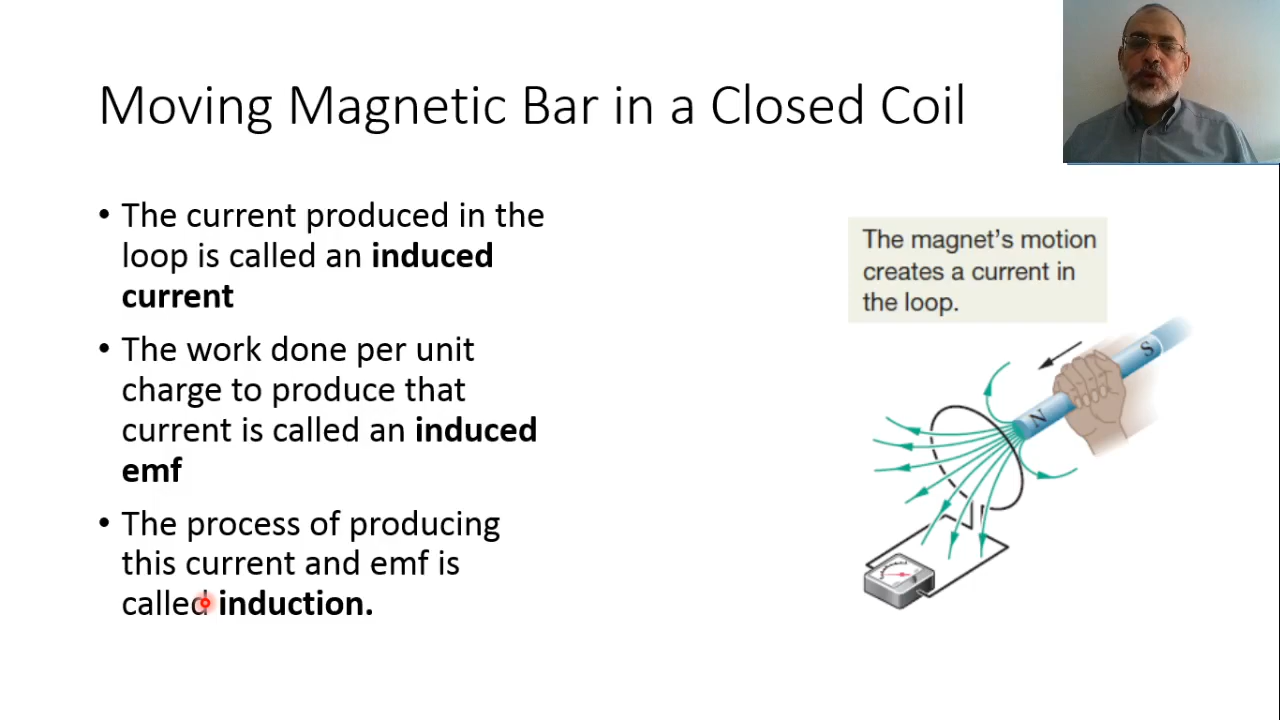 Moving Magnetic Bar in a Closed Coil
• The current produced in the
loop is called an induced
current
• The work done per unit
charge to produce that
current is called an induced
emf
• The process of producing
this current and emf is
called induction.
The magnet’s motion
creates a current in
the loop.
S
N